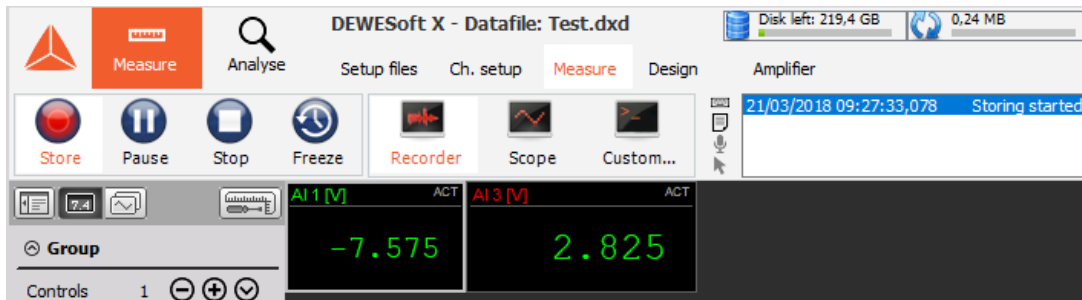 DEWESoft X - Datafile: Test.dxd
Disk left: 219,4 GB
0,24 MB
Measure
Analyse
Setup files
Ch. setup
Measure
Design
Amplifier
21/03/2018 09:27:33,078 Storing started
Store
Pause
Stop
Freeze
Recorder
Scope
Custom...
7.4
AI 1 [V] ACT
AI 3 [V] ACT
-7.575
2.825
Group
Controls 1